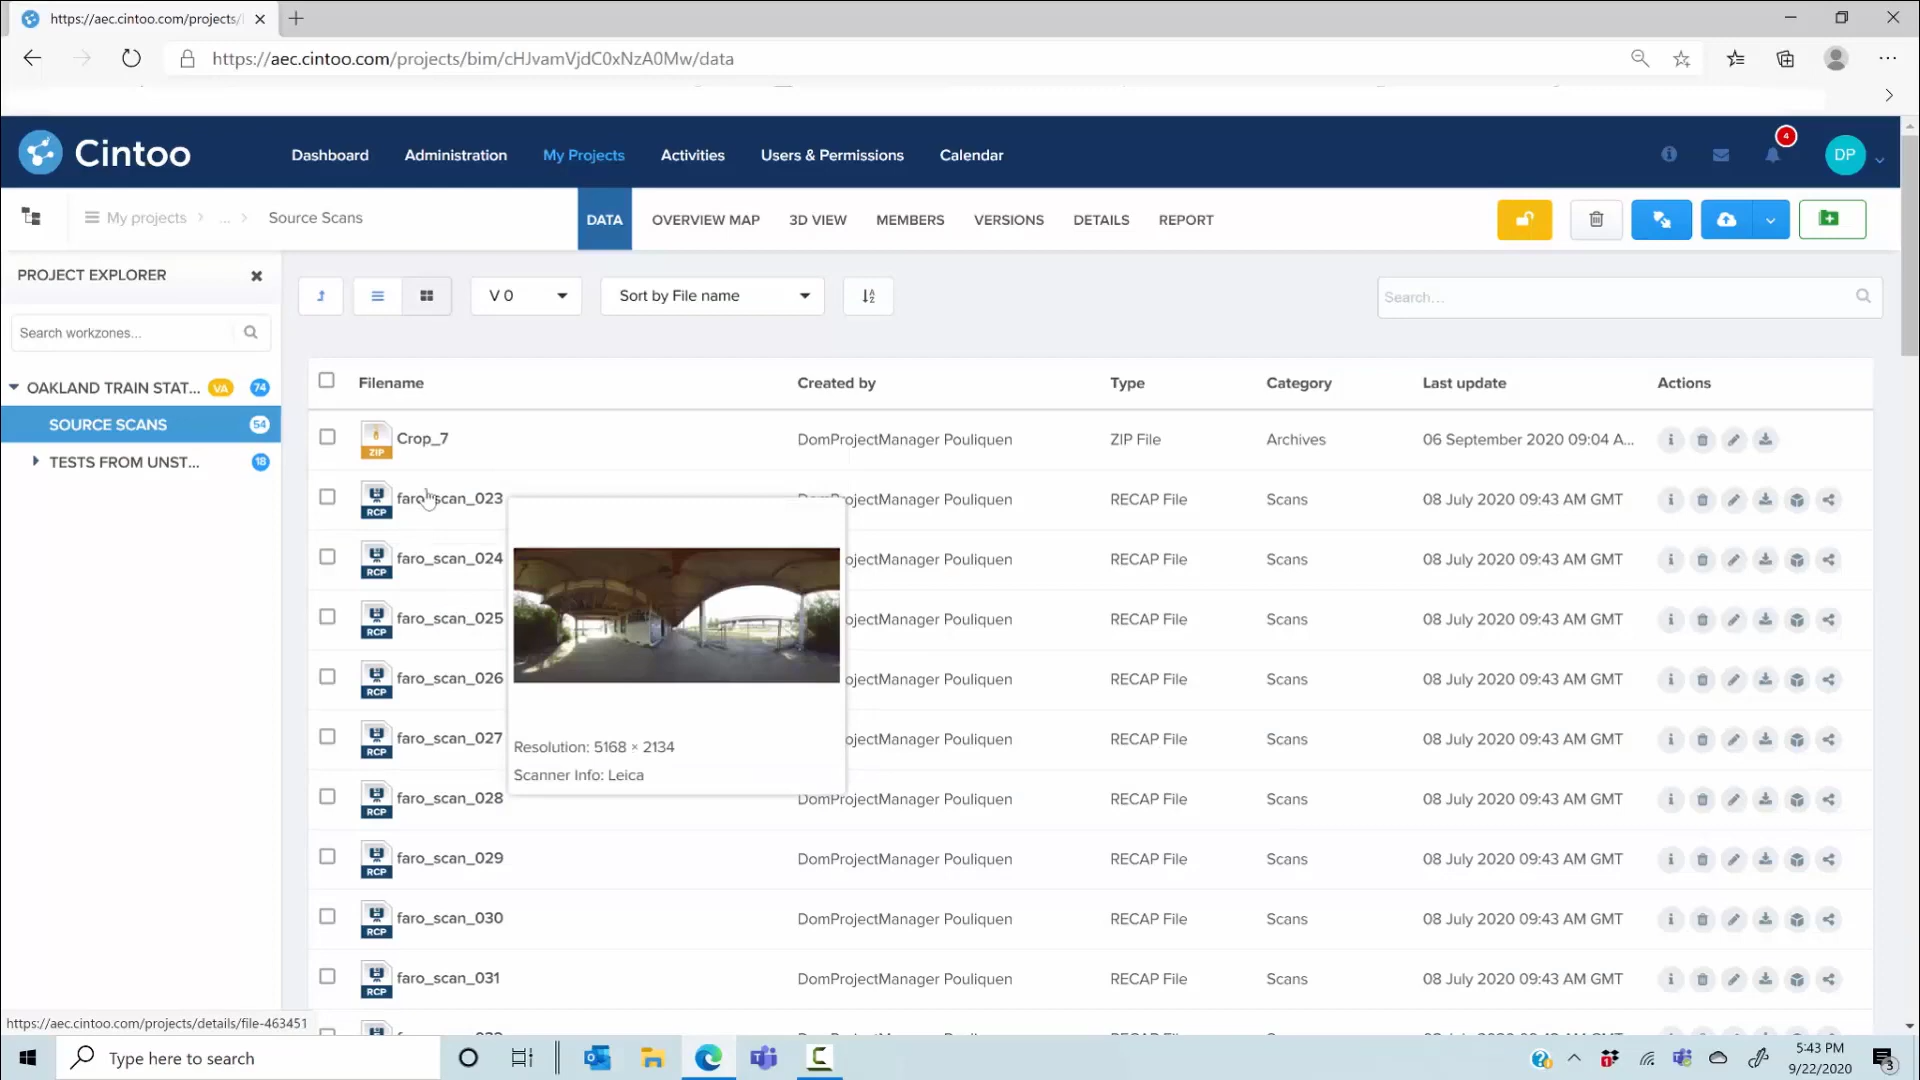 https://aec.cintoo.com/projects/
https://aec.cintoo.com/projects/bim/cHJvamVjdC0xNzA0Mw/data
Cintoo
Dashboard Administration My Projects Activities Users & Permissions Calendar
4
DP
My projects > ... > Source Scans
DATA OVERVIEW MAP 3D VIEW MEMBERS VERSIONS DETAILS REPORT
PROJECT EXPLORER
V 0
Sort by File name
Search...
Search workzones...
OAKLAND TRAIN STAT... VA 74
SOURCE SCANS 54
TESTS FROM UNST... 18
Filename Created by Type Category Last update Actions
ZIP Crop_7 DomProjectManager Pouliquen ZIP File Archives 06 September 2020 09:04 A...
RCP faro_scan_023 DomProjectManager Pouliquen RECAP File Scans 08 July 2020 09:43 AM GMT
RCP faro_scan_024 ojectManager Pouliquen RECAP File Scans 08 July 2020 09:43 AM GMT
RCP faro_scan_025 ojectManager Pouliquen RECAP File Scans 08 July 2020 09:43 AM GMT
RCP faro_scan_026 ojectManager Pouliquen RECAP File Scans 08 July 2020 09:43 AM GMT
RCP faro_scan_027 ojectManager Pouliquen RECAP File Scans 08 July 2020 09:43 AM GMT
Resolution: 5168 × 2134
Scanner Info: Leica
RCP faro_scan_028 DomProjectManager Pouliquen RECAP File Scans 08 July 2020 09:43 AM GMT
RCP faro_scan_029 DomProjectManager Pouliquen RECAP File Scans 08 July 2020 09:43 AM GMT
RCP faro_scan_030 DomProjectManager Pouliquen RECAP File Scans 08 July 2020 09:43 AM GMT
RCP faro_scan_031 DomProjectManager Pouliquen RECAP File Scans 08 July 2020 09:43 AM GMT
https://aec.cintoo.com/projects/details/file-463451
Type here to search
5:43 PM
9/22/2020
3